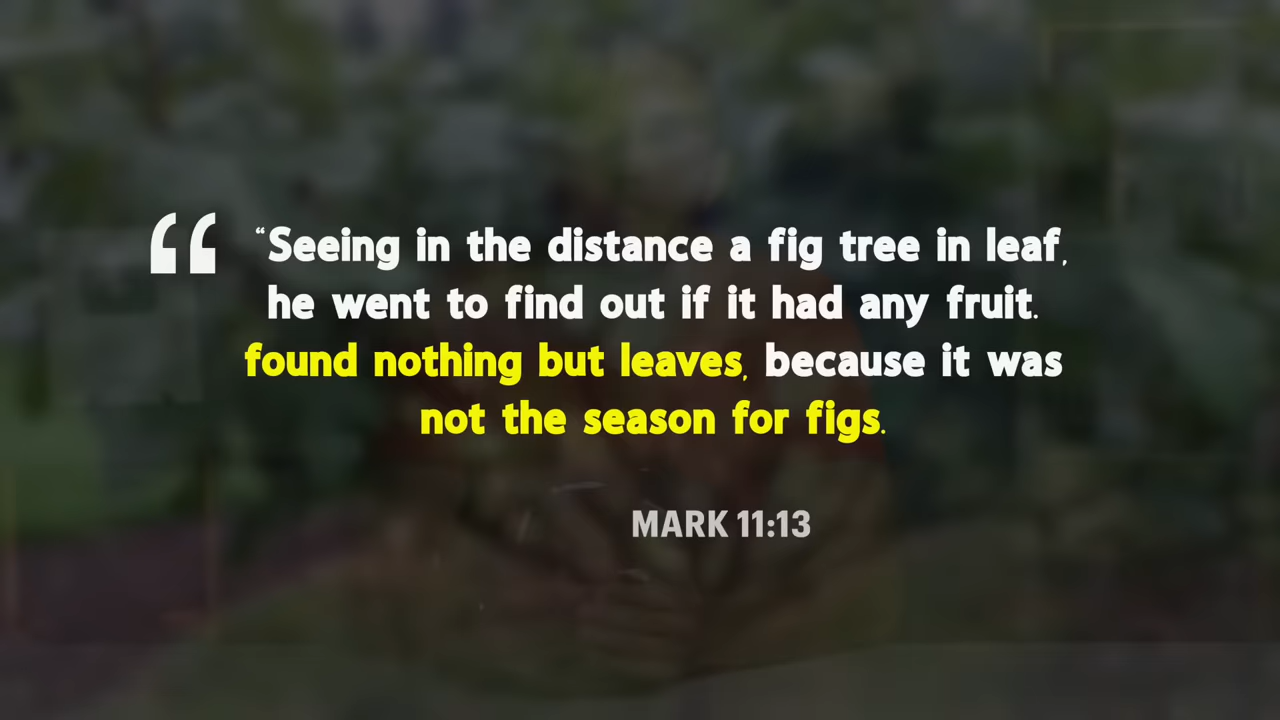 “Seeing in the distance a fig tree in leaf,
he went to find out if it had any fruit.
found nothing but leaves, because it was
not the season for figs.
MARK 11:13